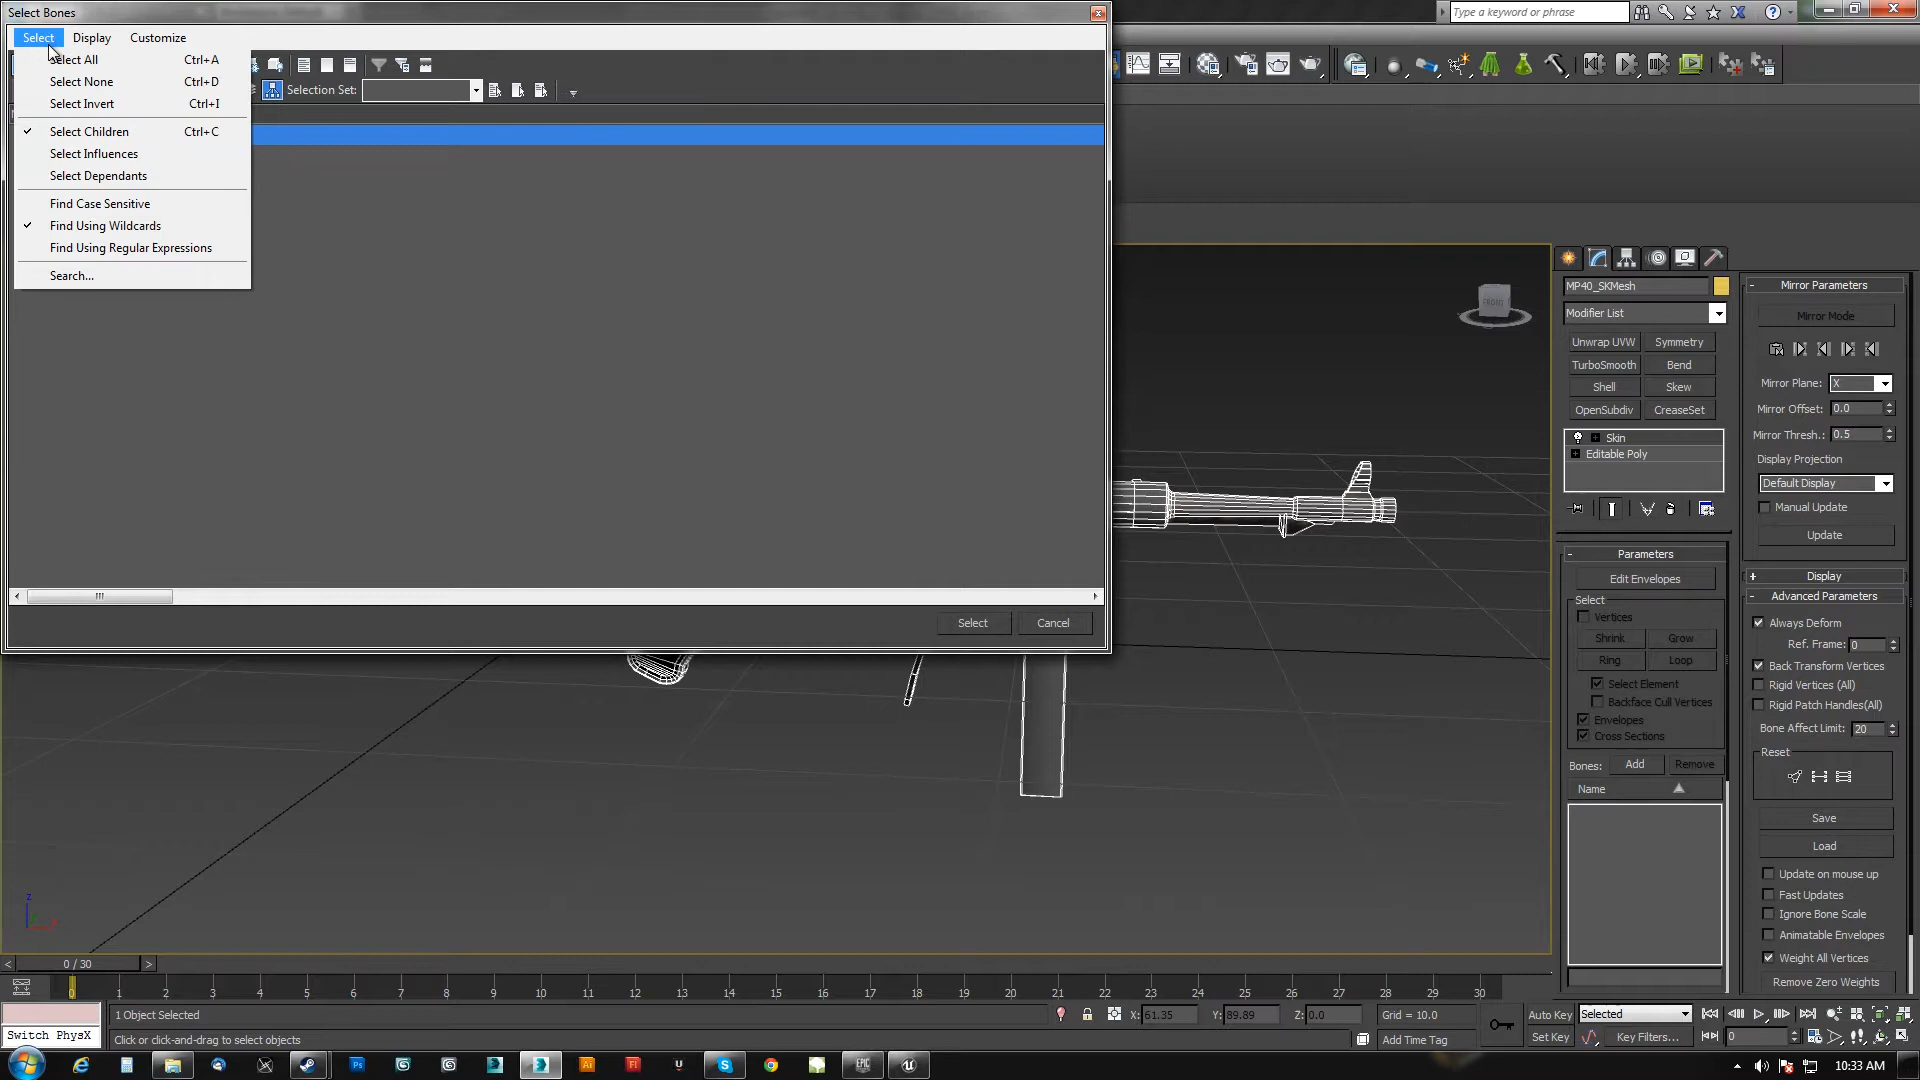 Select Bones
Type a keyword or phrase
Select Display Customize
Select All Ctrl+A
Select None Ctrl+D
Select Invert Ctrl+I
Select Children Ctrl+C
Select Influences
Select Dependants
Find Case Sensitive
Find Using Wildcards
Find Using Regular Expressions
Search...
Selection Set:
Select Cancel
FRONT
MP40_SKMesh
Modifier List
Unwrap UVW Symmetry
TurboSmooth Bend
Shell Skew
OpenSubdiv CreaseSet
Skin
Editable Poly
Parameters
Edit Envelopes
Select
Vertices
Shrink Grow
Ring Loop
Select Element
Backface Cull Vertices
Envelopes
Cross Sections
Bones: Add Remove
Name
Mirror Parameters
Mirror Mode
Mirror Plane: X
Mirror Offset: 0.0
Mirror Thresh.: 0.5
Display Projection
Default Display
Manual Update
Update
Display
Advanced Parameters
Always Deform
Ref. Frame: 0
Back Transform Vertices
Rigid Vertices (All)
Rigid Patch Handles(All)
Bone Affect Limit: 20
Reset
Save
Load
Update on mouse up
Fast Updates
Ignore Bone Scale
Animatable Envelopes
Weight All Vertices
Remove Zero Weights
z
x
< 0 / 30 >
0 1 2 3 4 5 6 7 8 9 10 11 12 13 14 15 16 17 18 19 20 21 22 23 24 25 26 27 28 29 30
1 Object Selected X: 61.35 Y: 89.89 Z: 0.0 Grid = 10.0 Auto Key Selected
Switch PhysX Click or click-and-drag to select objects Add Time Tag Set Key Key Filters... 0
10:33 AM